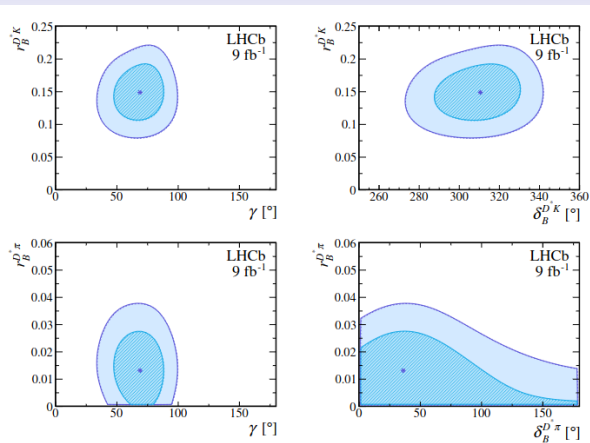 0.25
0.2
0.15
0.1
0.05
0
r_B^{D*K}
LHCb
9 fb⁻¹
0 50 100 150
γ [°]
0.25
0.2
0.15
0.1
0.05
0
r_B^{D*K}
LHCb
9 fb⁻¹
260 280 300 320 340 360
δ_B^{D*K} [°]
0.06
0.05
0.04
0.03
0.02
0.01
0
r_B^{D*π}
LHCb
9 fb⁻¹
0 50 100 150
γ [°]
0.06
0.05
0.04
0.03
0.02
0.01
0
r_B^{D*π}
LHCb
9 fb⁻¹
0 50 100 150
δ_B^{D*π} [°]